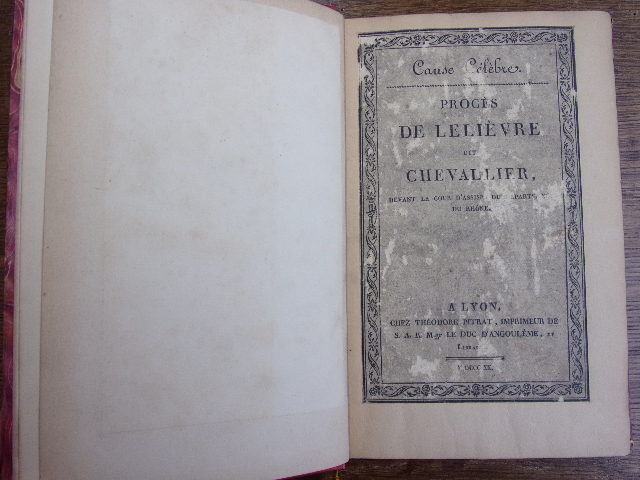 Cause Célèbre.
PROCÈS
DE LELIÈVRE
DIT
CHEVALLIER,
DEVANT LA COUR D'ASSISES DU
DU RHÔNE.
A LYON,
CHEZ THÉODORE PITRAT, IMPRIMEUR DE
S. A. R. Mgr LE DUC D'ANGOULÊME,